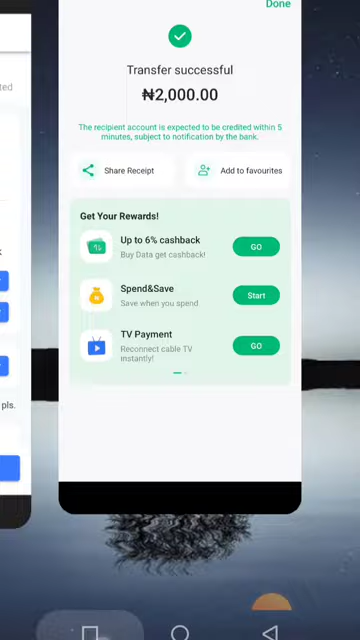 Done
ted
Transfer successful
₦2,000.00
The recipient account is expected to be credited within 5
minutes, subject to notification by the bank.
Share Receipt
Add to favourites
Get Your Rewards!
Up to 6% cashback
Buy Data get cashback!
GO
Spend&Save
Save when you spend
Start
TV Payment
Reconnect cable TV
instantly!
GO
pls.